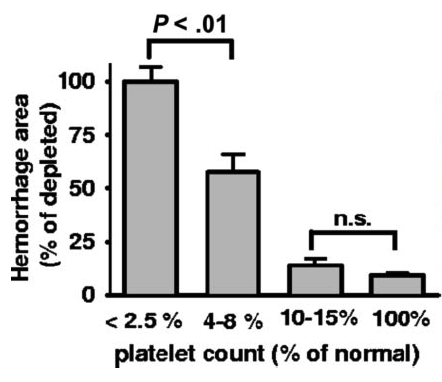 P < .01
Hemorrhage area
(% of depleted)
100
75
50
25
0
n.s.
< 2.5 %
4-8 %
10-15%
100%
platelet count (% of normal)